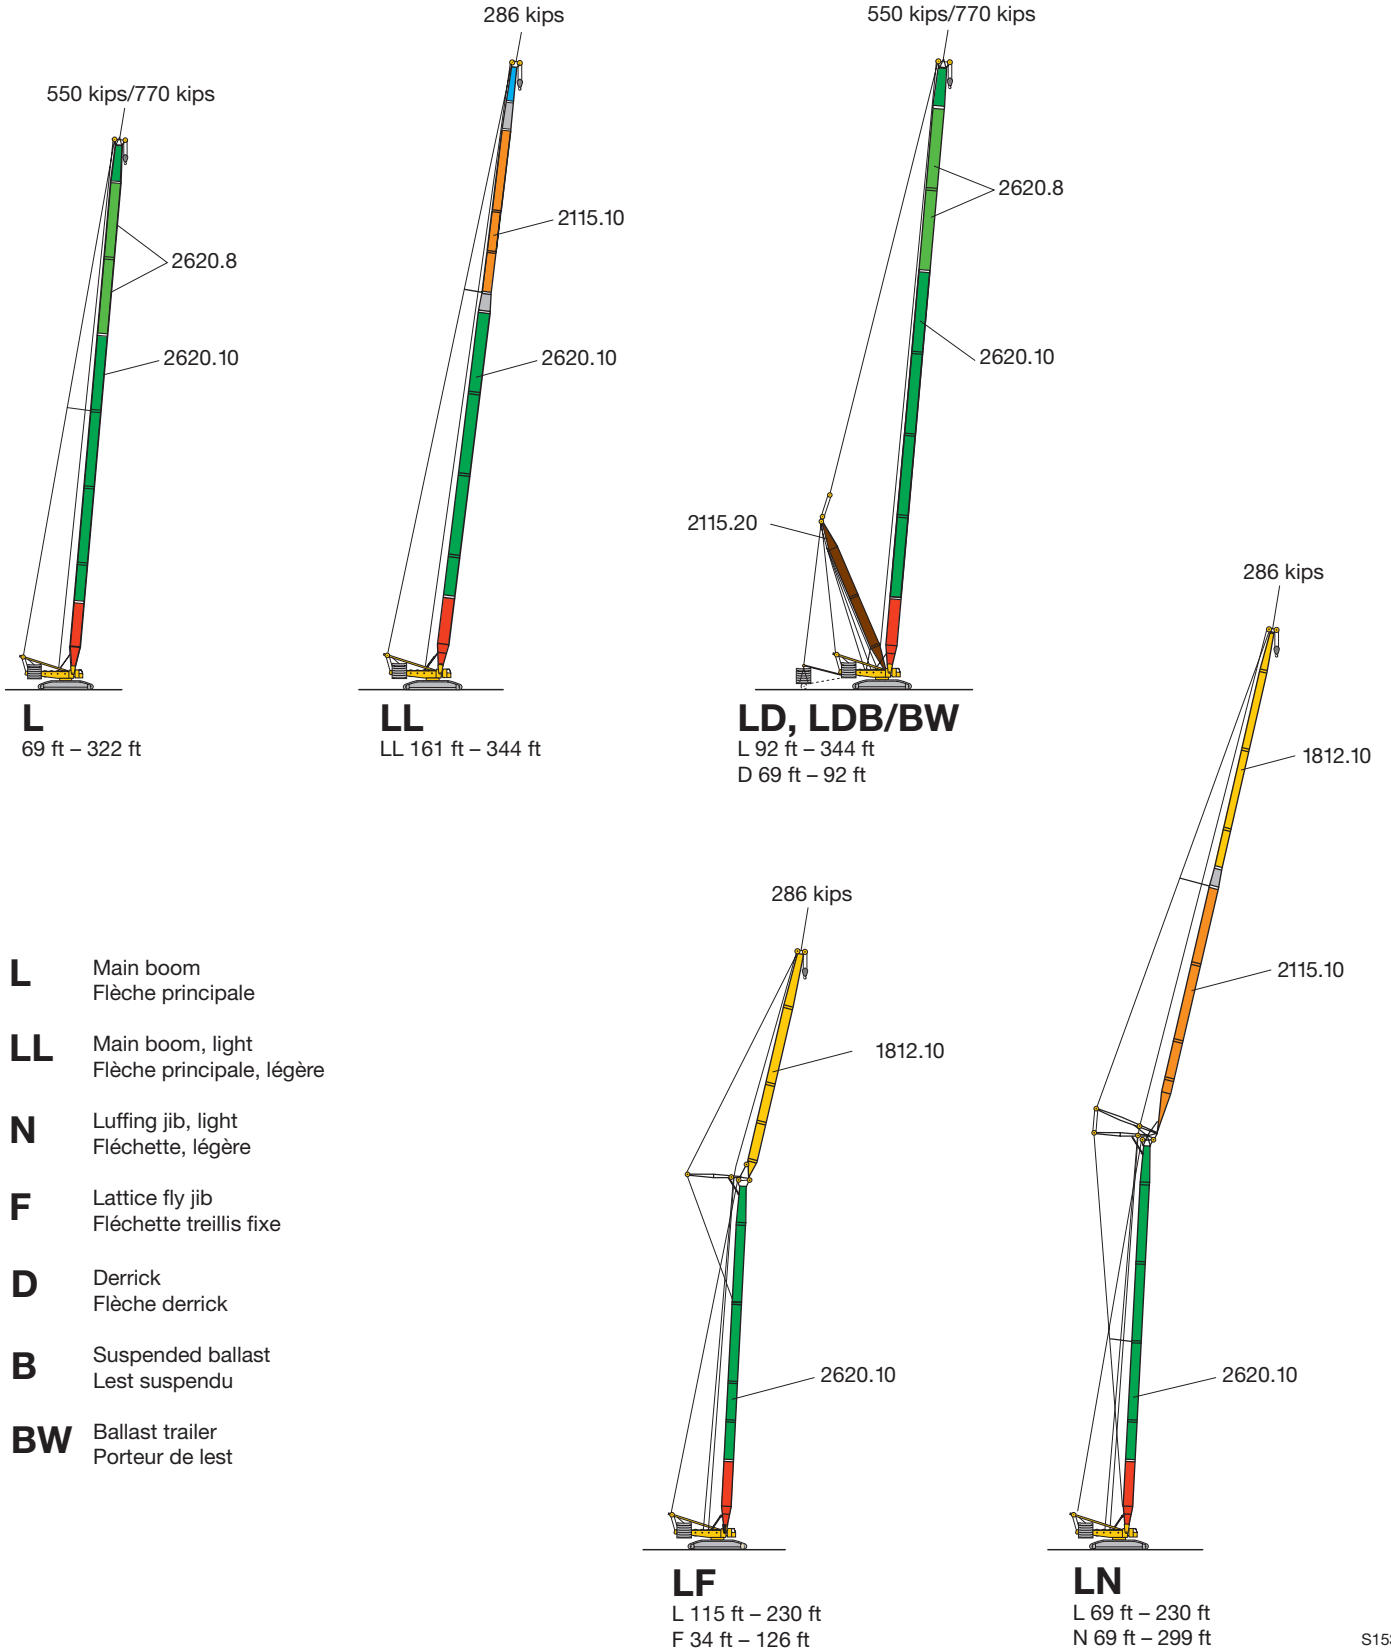 286 kips
550 kips/770 kips
550 kips/770 kips
2620.8
2115.10
2620.8
2620.10
2620.10
2620.10
2115.20
286 kips
L
69 ft – 322 ft
LL
LL 161 ft – 344 ft
LD, LDB/BW
L 92 ft – 344 ft
D 69 ft – 92 ft
1812.10
286 kips
L Main boom
Flèche principale
2115.10
LL Main boom, light
Flèche principale, légère
1812.10
N Luffing jib, light
Fléchette, légère
F Lattice fly jib
Fléchette treillis fixe
D Derrick
Flèche derrick
B Suspended ballast
Lest suspendu
2620.10
2620.10
BW Ballast trailer
Porteur de lest
LF
L 115 ft – 230 ft
F 34 ft – 126 ft
LN
L 69 ft – 230 ft
N 69 ft – 299 ft